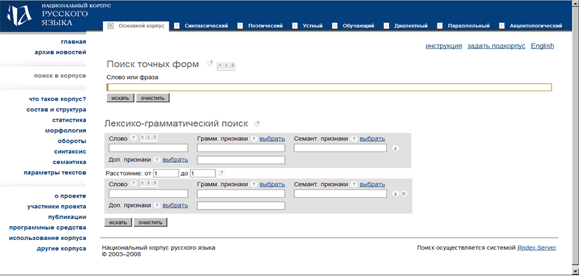 НАЦИОНАЛЬНЫЙ КОРПУС
РУССКОГО
ЯЗЫКА
Основной корпус
Синтаксический
Поэтический
Устный
Обучающий
Диалектный
Параллельный
Акцентологический
главная
архив новостей
поиск в корпусе
что такое корпус?
состав и структура
статистика
морфология
обороты
синтаксис
семантика
параметры текстов
о проекте
участники проекта
публикации
программные средства
использование корпуса
другие корпуса
инструкция задать подкорпус English
Поиск точных форм ?
Слово или фраза
искать очистить
Лексико-грамматический поиск ?
Слово ? Грамм. признаки ? выбрать Семант. признаки ? выбрать
Доп. признаки ? выбрать
Расстояние: от 1 до 1 ?
Слово ? Грамм. признаки ? выбрать Семант. признаки ? выбрать
Доп. признаки ? выбрать
искать очистить
Национальный корпус русского языка
© 2003–2008
Поиск осуществляется системой Яndex Server